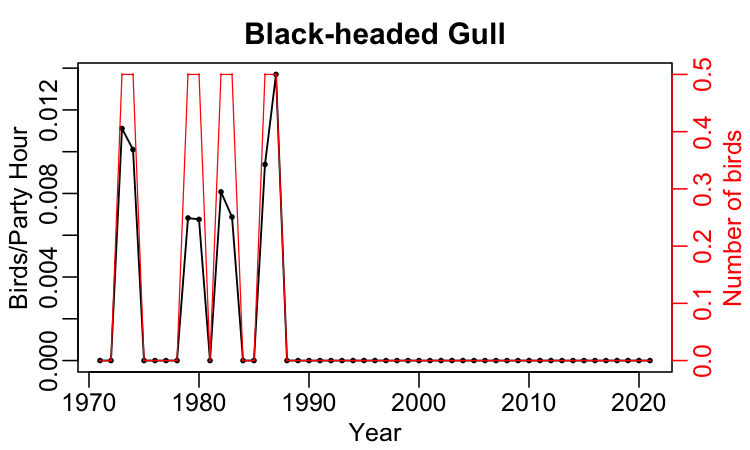 Black-headed Gull
Birds/Party Hour
0.000 0.004 0.008 0.012
0.0 0.1 0.2 0.3 0.4 0.5
Number of birds
1970 1980 1990 2000 2010 2020
Year